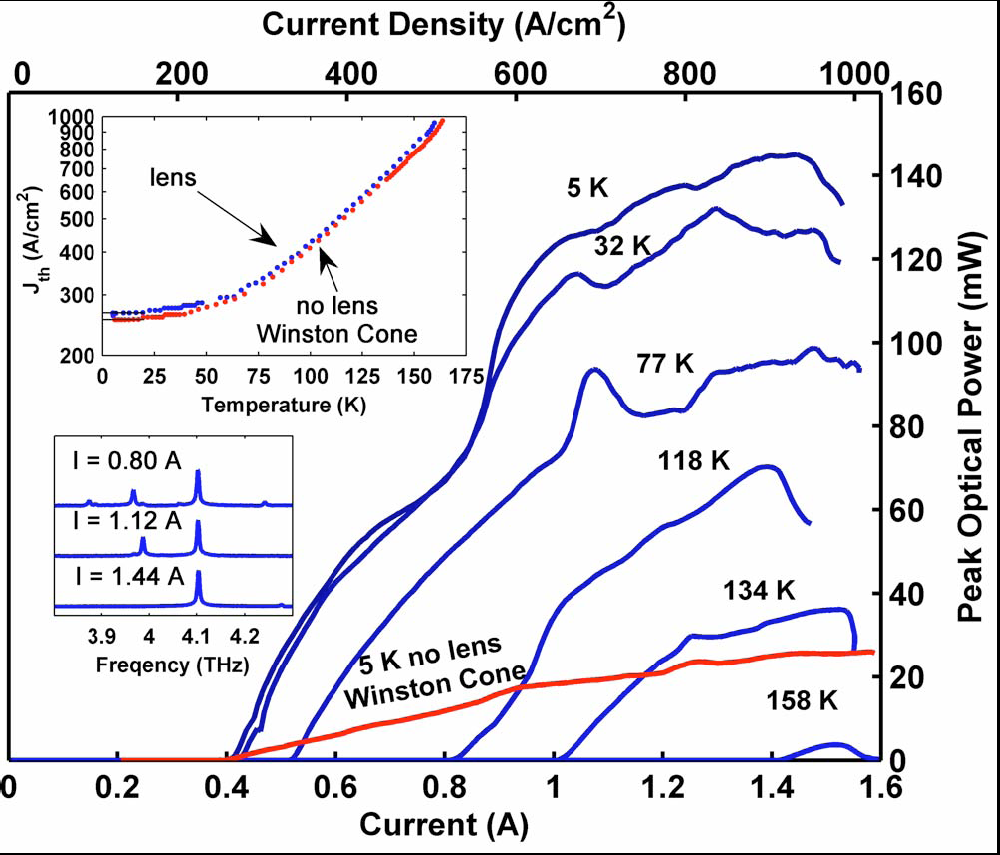 Current Density (A/cm2)
0 200 400 600 800 1000
160
140
120
100
80
60
40
20
0
Peak Optical Power (mW)
1000
900
800
700
600
500
400
300
200
Jth (A/cm2)
lens
no lens
Winston Cone
0 25 50 75 100 125 150 175
Temperature (K)
5 K
32 K
77 K
118 K
134 K
158 K
5 K no lens
Winston Cone
I = 0.80 A
I = 1.12 A
I = 1.44 A
3.9 4 4.1 4.2
Freqency (THz)
0 0.2 0.4 0.6 0.8 1 1.2 1.4 1.6
Current (A)